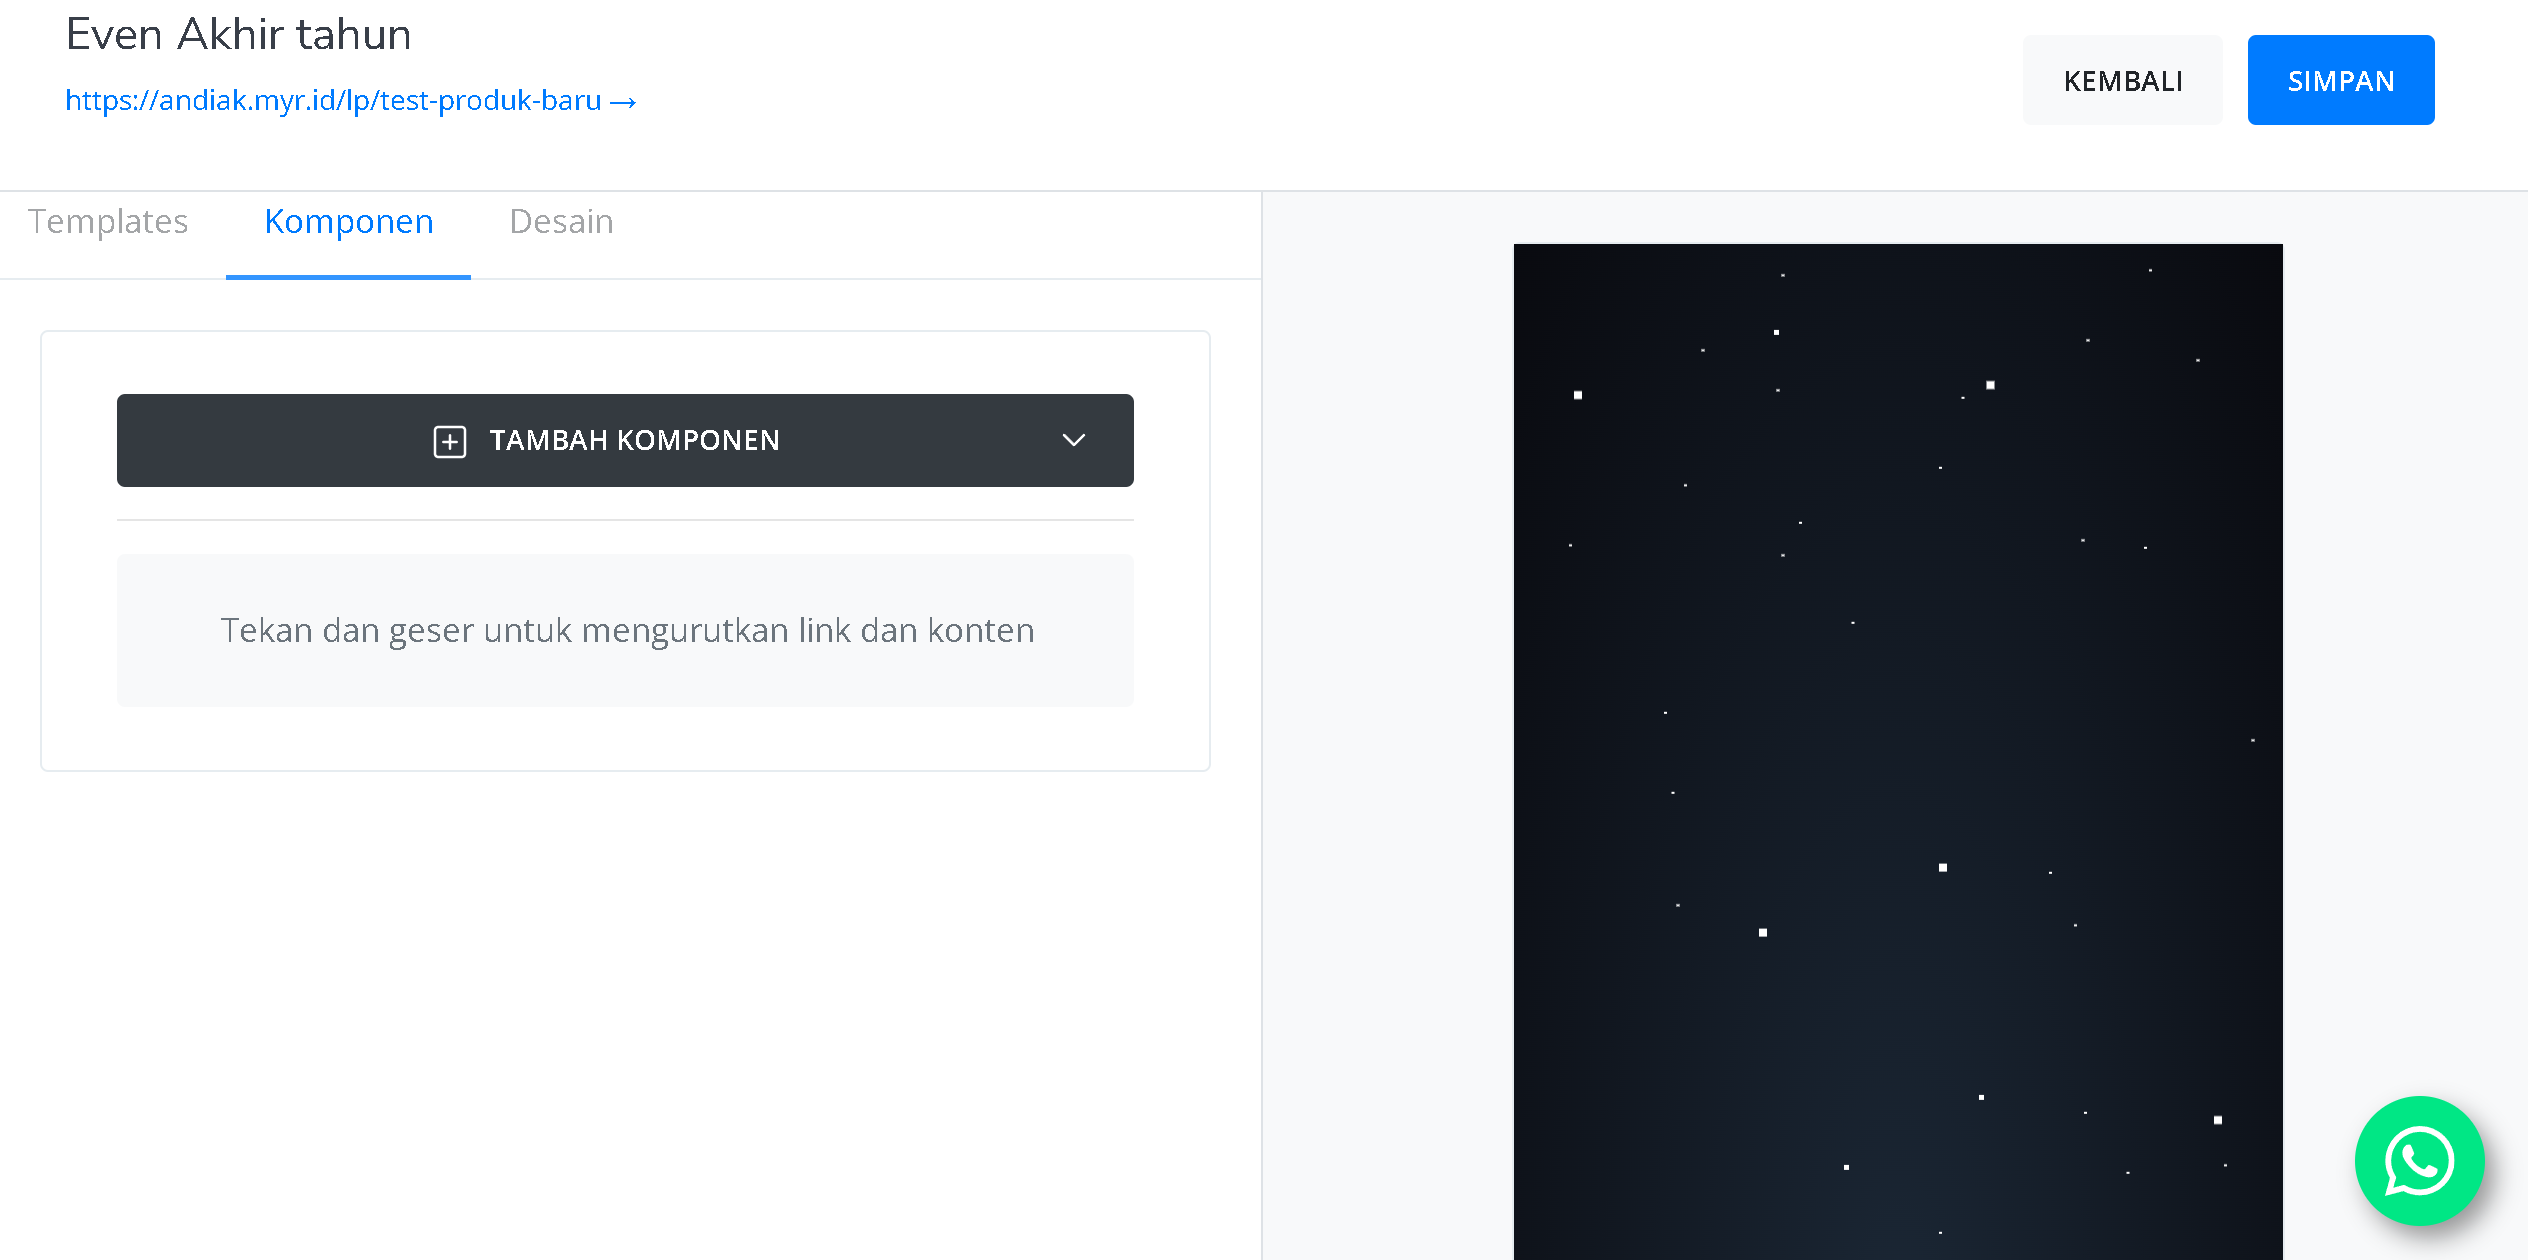 Even Akhir tahun
https://andiak.myr.id/lp/test-produk-baru →
KEMBALI
SIMPAN
Templates
Komponen
Desain
TAMBAH KOMPONEN
Tekan dan geser untuk mengurutkan link dan konten